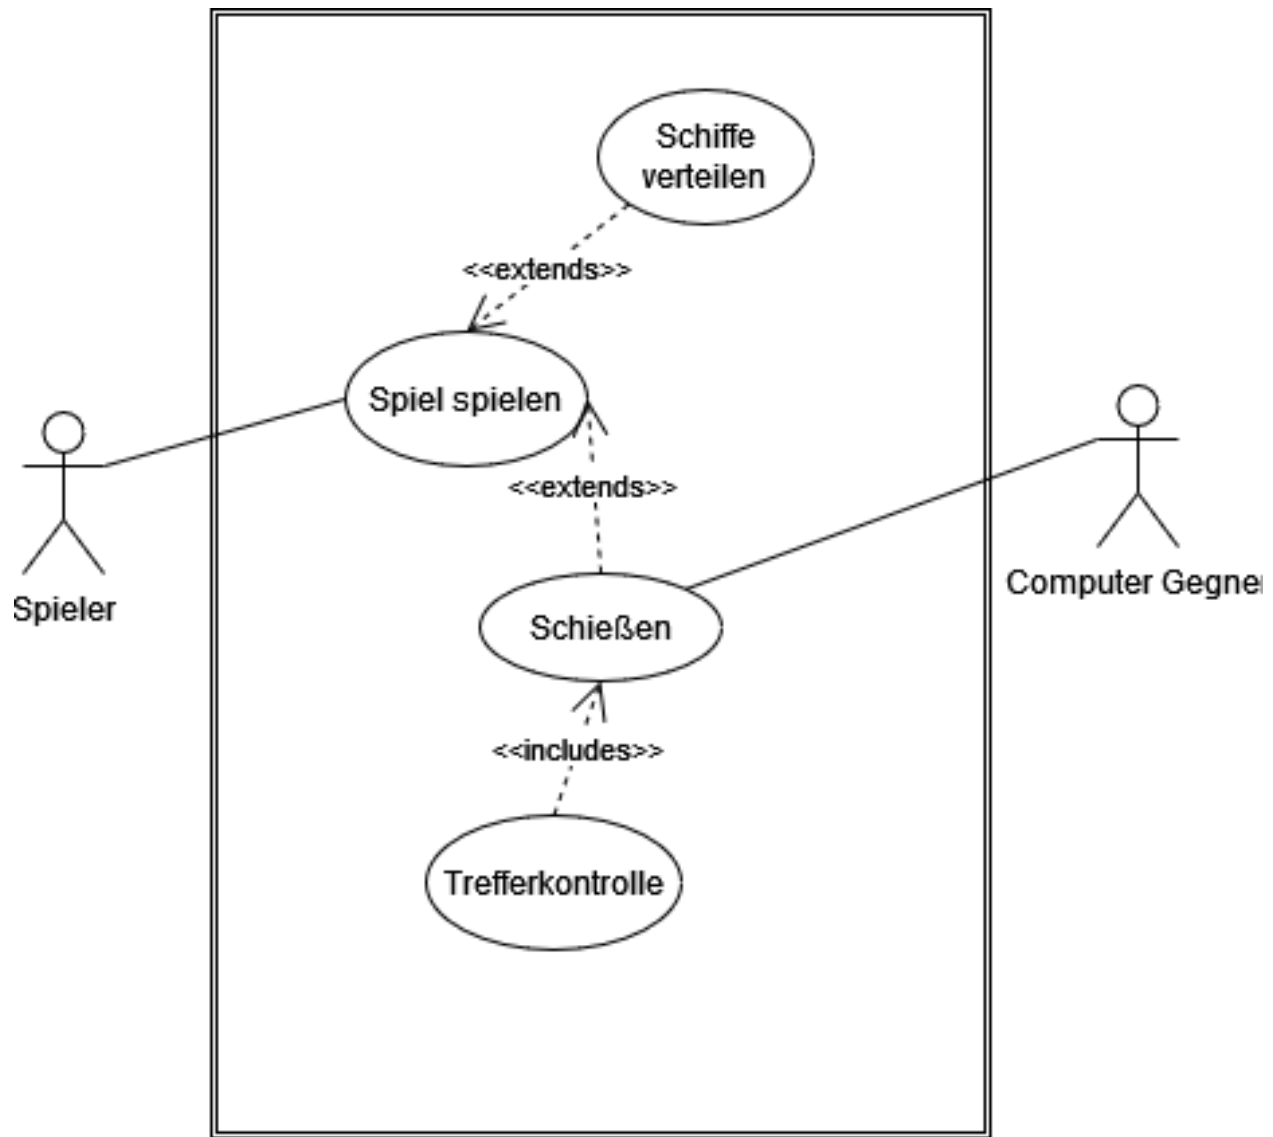 Schiffe
verteilen
<<extends>>
Spiel spielen
<<extends>>
Spieler
Computer Gegner
Schießen
<<includes>>
Trefferkontrolle